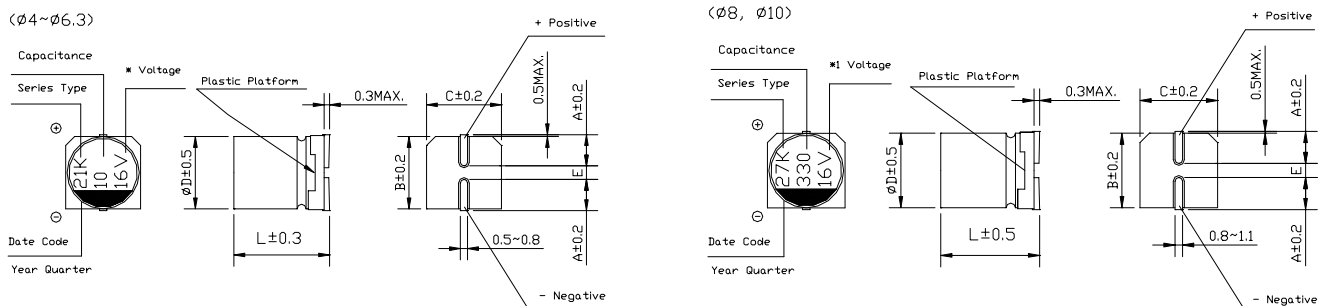 (Ø4~Ø6.3)
Capacitance
* Voltage
Series Type
Plastic Platform
0.3MAX.
+ Positive
C±0.2
0.5MAX.
A±0.2
⊕
21K
10
16V
ØD±0.5
B±0.2
E
⊖
Date Code
Year Quarter
L±0.3
0.5~0.8
A±0.2
- Negative
(Ø8, Ø10)
Capacitance
*1 Voltage
Series Type
Plastic Platform
0.3MAX.
+ Positive
C±0.2
0.5MAX.
A±0.2
⊕
27K
330
16V
ØD±0.5
B±0.2
E
⊖
Date Code
Year Quarter
L±0.5
0.8~1.1
A±0.2
- Negative